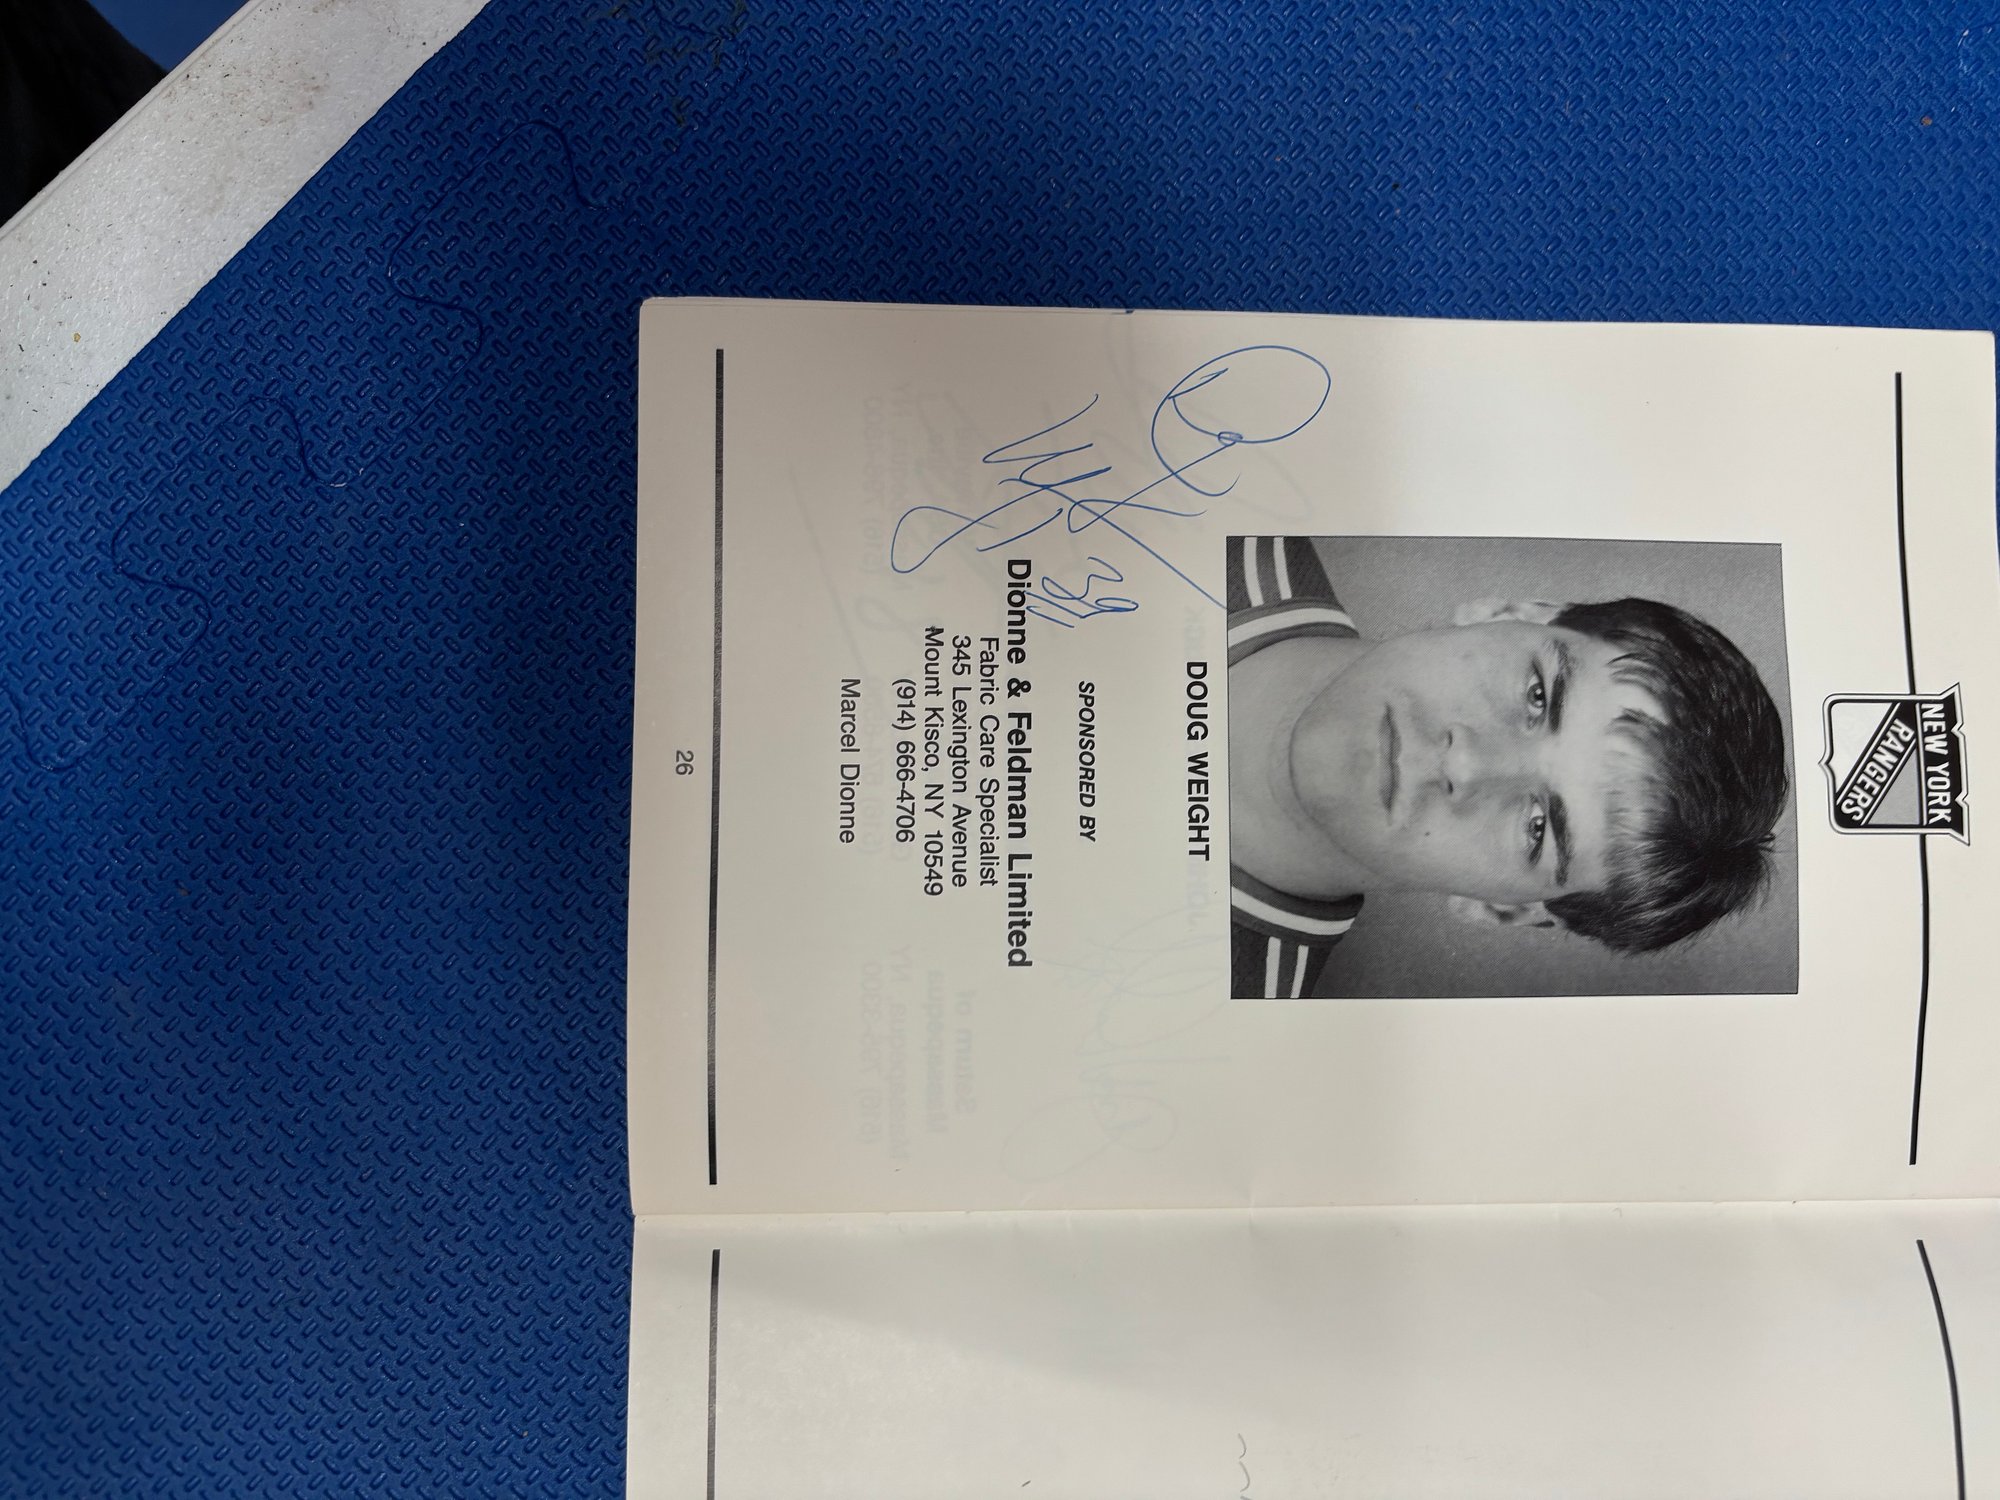 NEW YORK
RANGERS
DOUG WEIGHT
SPONSORED BY
39
Dionne & Feldman Limited
Fabric Care Specialist
345 Lexington Avenue
Mount Kisco, NY 10549
(914) 666-4706
Marcel Dionne
26